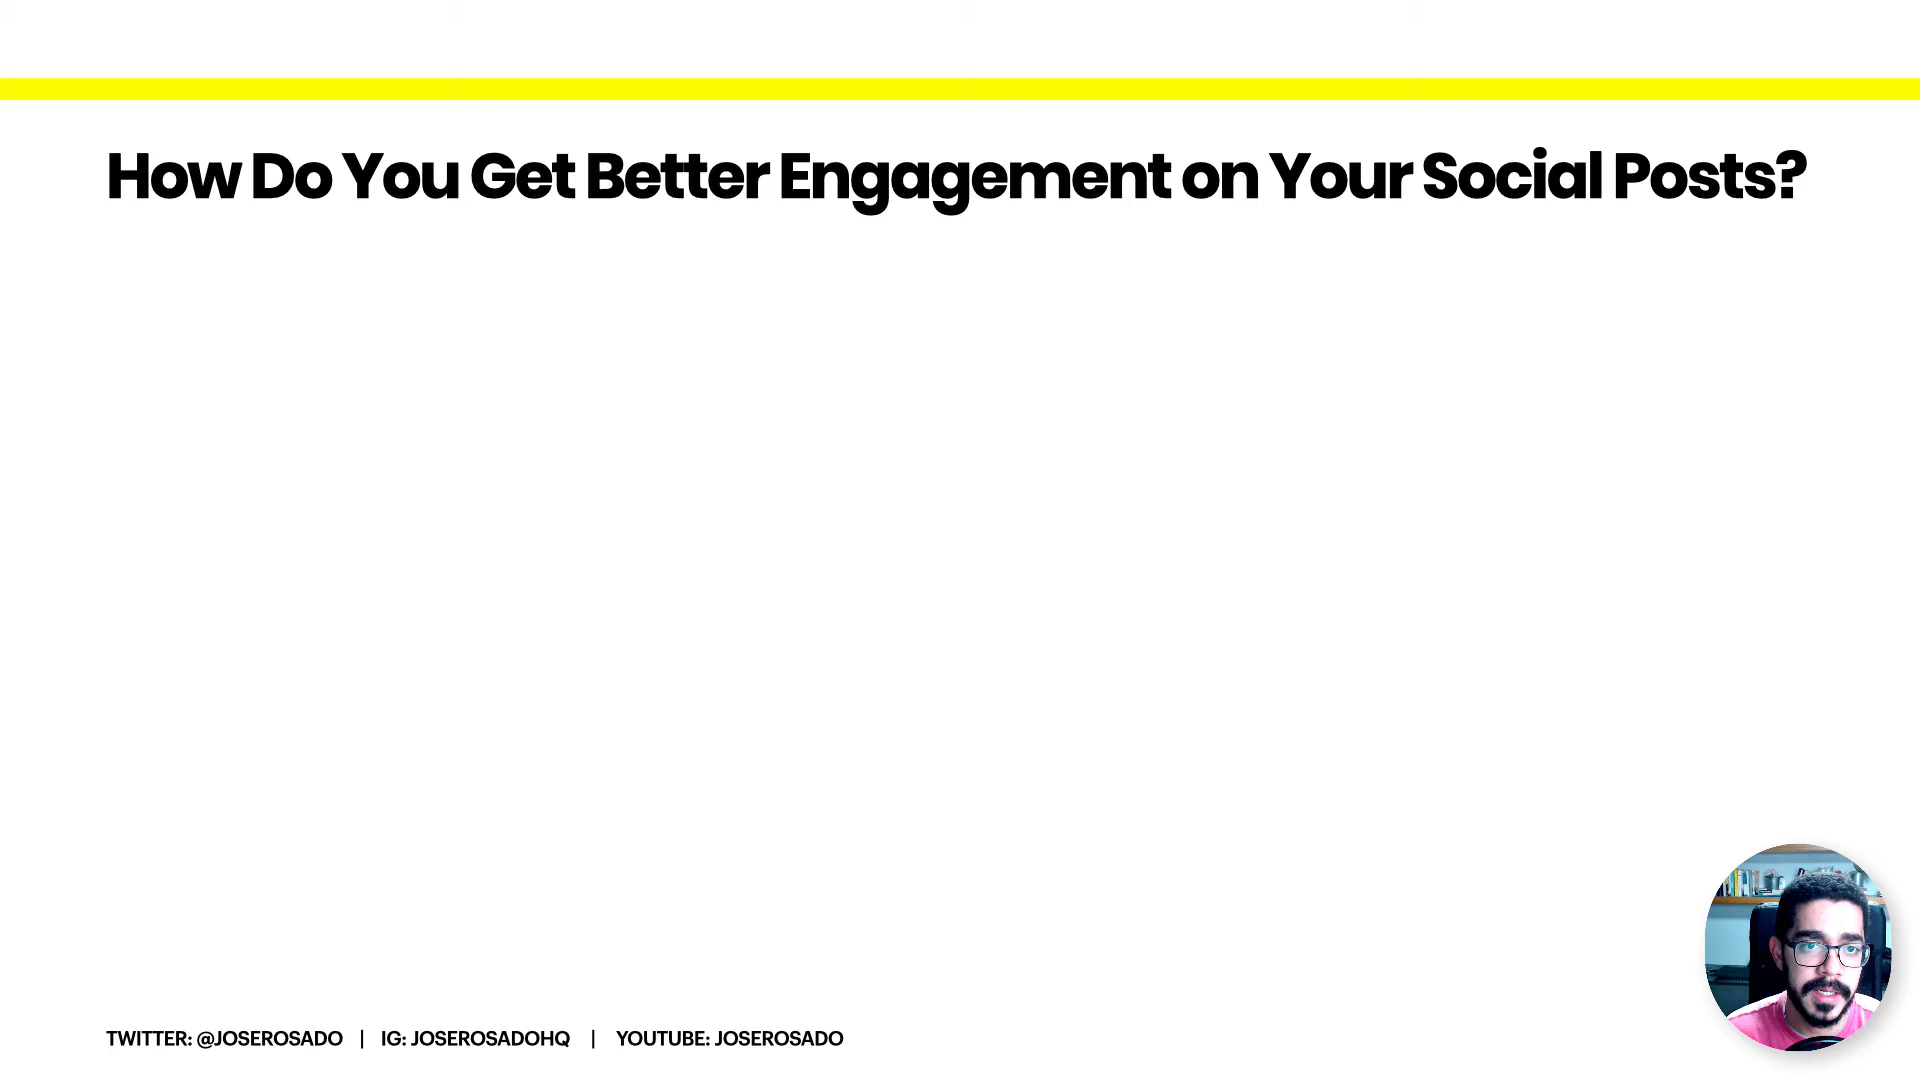 How Do You Get Better Engagement on Your Social Posts?
TWITTER: @JOSEROSADO | IG: JOSEROSADOHQ | YOUTUBE: JOSEROSADO